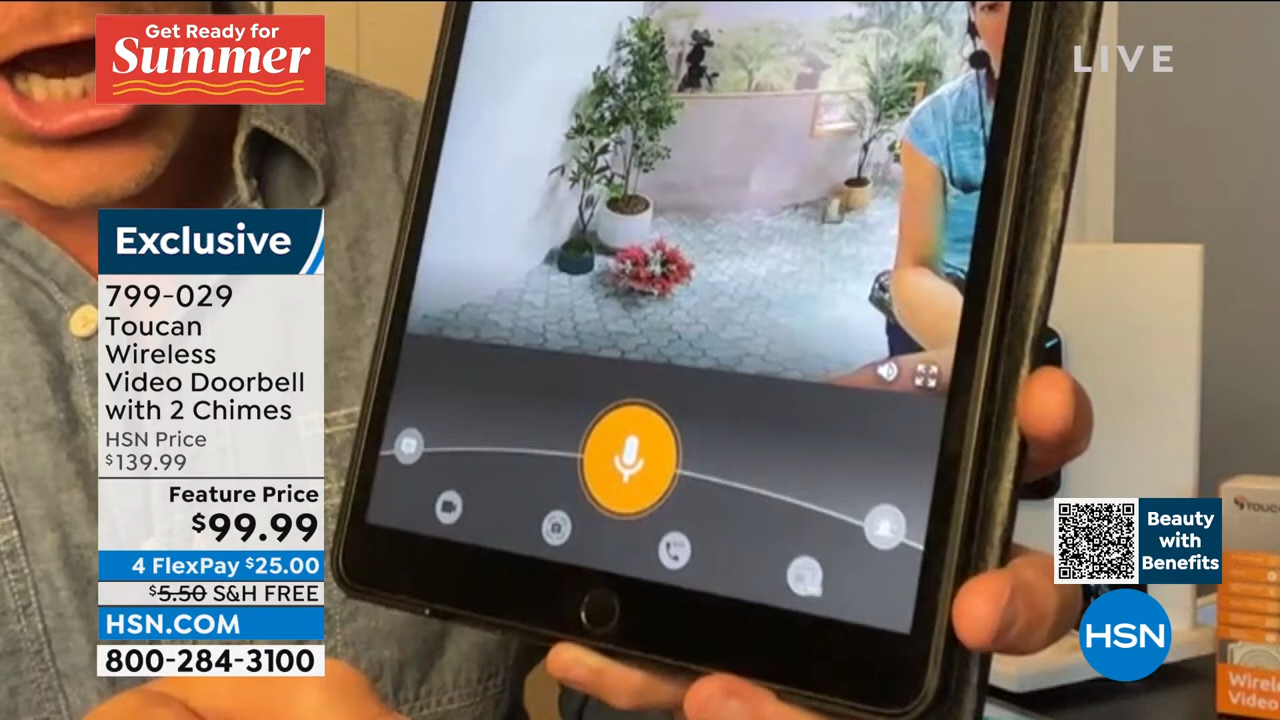 Get Ready for
Summer
LIVE
Exclusive
799-029
Toucan
Wireless
Video Doorbell
with 2 Chimes
HSN Price
$139.99
Feature Price
$99.99
4 FlexPay $25.00
$5.50 S&H FREE
HSN.COM
800-284-3100
Beauty
with
Benefits
HSN
Video